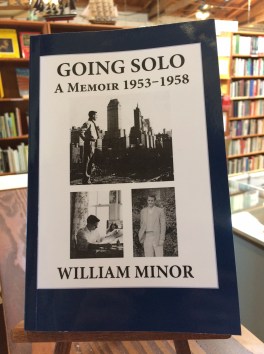 GOING SOLO
A MEMOIR 1953–1958
WILLIAM MINOR